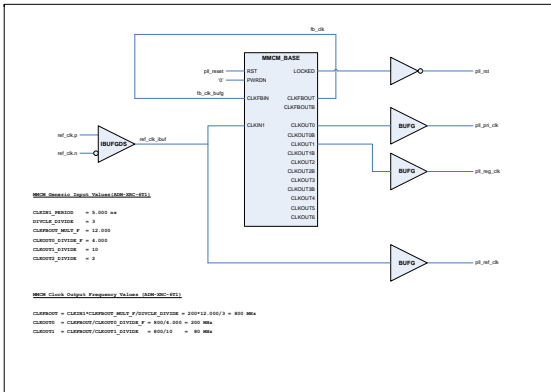 fb_clk
MMCM_BASE
pll_reset
RST
LOCKED
pll_rst
'0'
PWRDN
fb_clk_bufg
CLKFBIN
CLKFBOUT
CLKFBOUTB
ref_clk.p
IBUFGDS
ref_clk_ibuf
CLKIN1
CLKOUT0
BUFG
pll_pri_clk
ref_clk.n
CLKOUT0B
CLKOUT1
CLKOUT1B
CLKOUT2
BUFG
pll_reg_clk
CLKOUT2B
CLKOUT3
CLKOUT3B
CLKOUT4
CLKOUT5
CLKOUT6
MMCM Generic Input Values(ADM-XRC-6T1)
CLKIN1_PERIOD = 5.000 ns
DIVCLK_DIVIDE = 3
CLKFBOUT_MULT_F = 12.000
CLKOUT0_DIVIDE_F = 4.000
CLKOUT1_DIVIDE = 10
CLKOUT2_DIVIDE = 2
BUFG
pll_ref_clk
MMCM Clock Output Frequency Values (ADM-XRC-6T1)
CLKFBOUT = CLKIN1*CLKFBOUT_MULT_F/DIVCLK_DIVIDE = 200*12.000/3 = 800 MHz
CLKOUT0 = CLKFBOUT/CLKOUT0_DIVIDE_F = 800/4.000 = 200 MHz
CLKOUT1 = CLKFBOUT/CLKOUT1_DIVIDE = 800/10 = 80 MHz